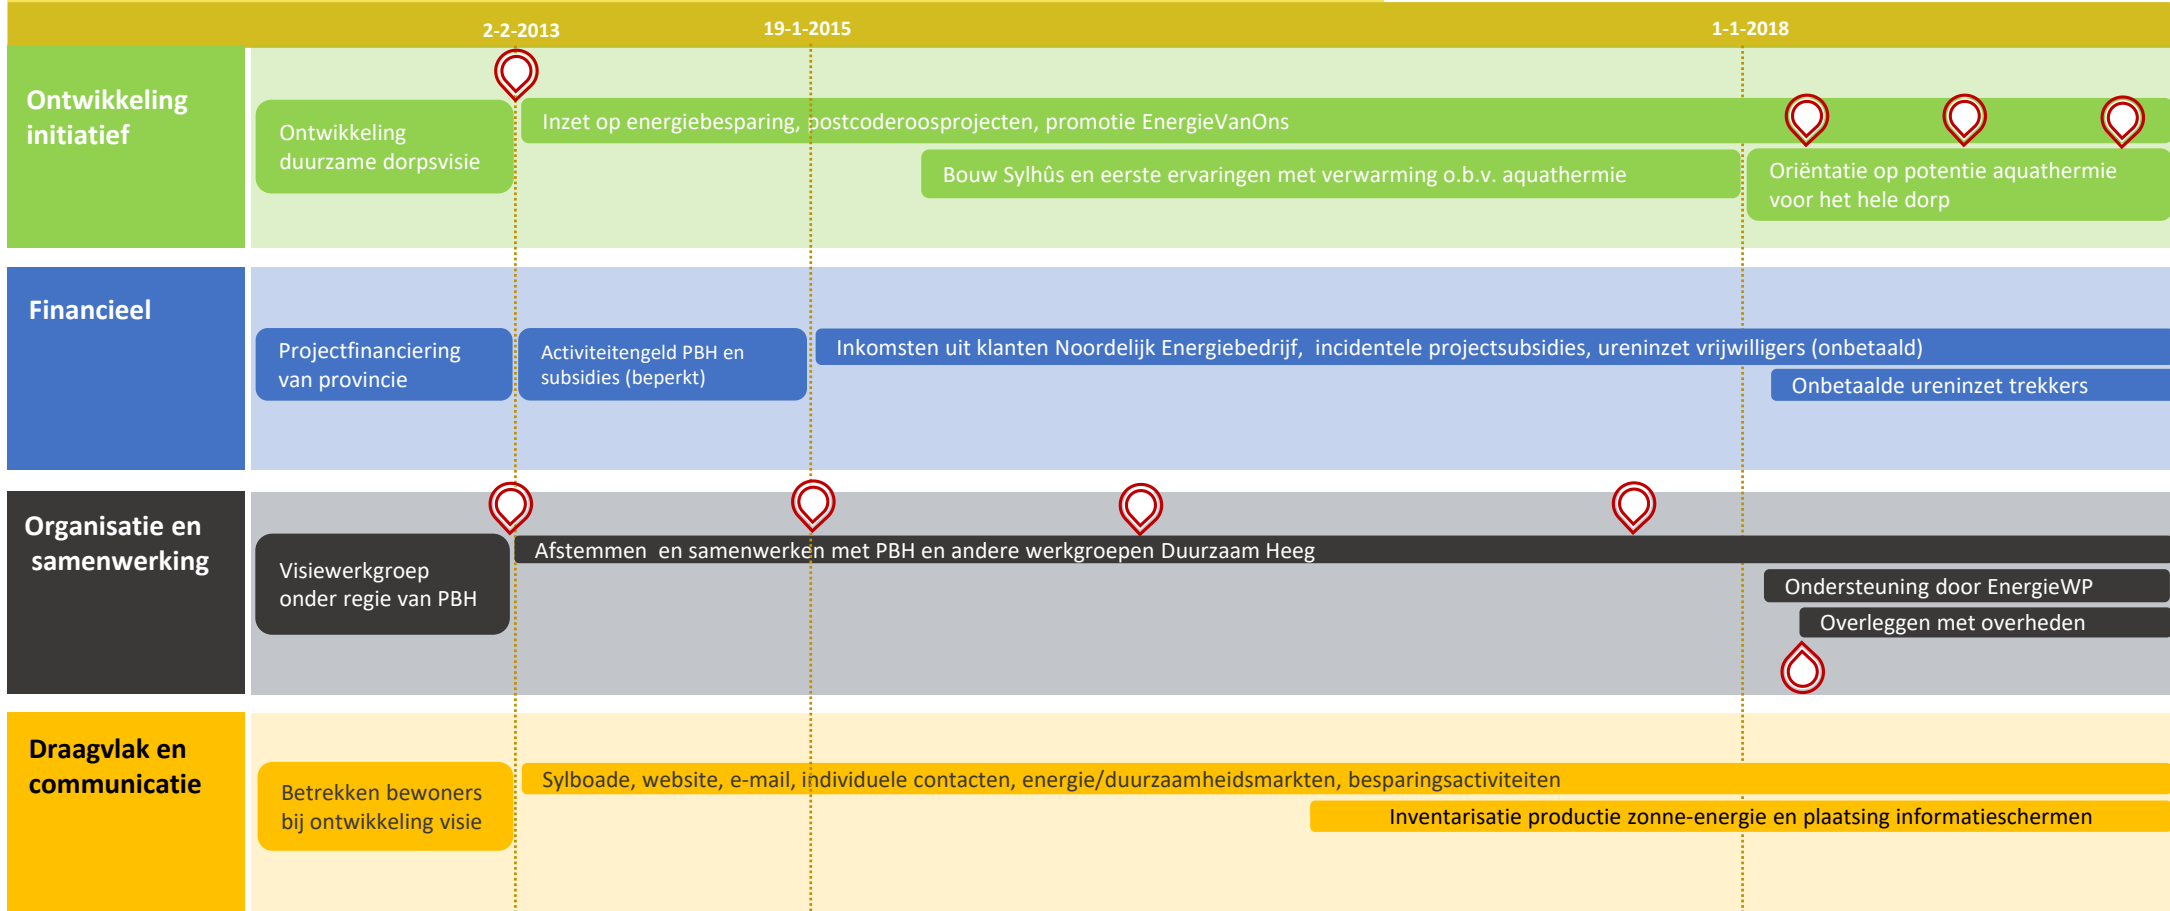 2-2-2013
19-1-2015
1-1-2018
Ontwikkeling
initiatief
Ontwikkeling
duurzame dorpsvisie
Inzet op energiebesparing, postcoderoosprojecten, promotie EnergieVanOns
Bouw Sylhûs en eerste ervaringen met verwarming o.b.v. aquathermie
Oriëntatie op potentie aquathermie
voor het hele dorp
Financieel
Projectfinanciering
van provincie
Activiteitengeld PBH en
subsidies (beperkt)
Inkomsten uit klanten Noordelijk Energiebedrijf, incidentele projectsubsidies, ureninzet vrijwilligers (onbetaald)
Onbetaalde ureninzet trekkers
Organisatie en
samenwerking
Visiewerkgroep
onder regie van PBH
Afstemmen en samenwerken met PBH en andere werkgroepen Duurzaam Heeg
Ondersteuning door EnergieWP
Overleggen met overheden
Draagvlak en
communicatie
Betrekken bewoners
bij ontwikkeling visie
Sylboade, website, e-mail, individuele contacten, energie/duurzaamheidsmarkten, besparingsactiviteiten
Inventarisatie productie zonne-energie en plaatsing informatieschermen